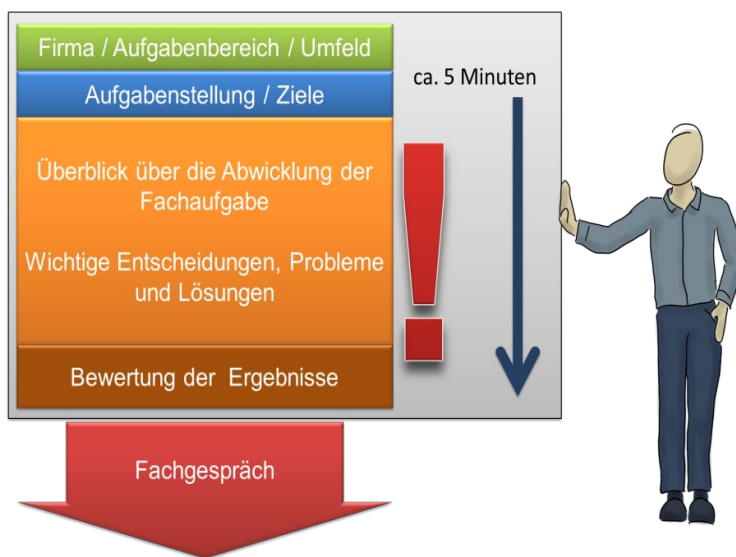 Firma / Aufgabenbereich / Umfeld
Aufgabenstellung / Ziele
ca. 5 Minuten
Überblick über die Abwicklung der
Fachaufgabe
Wichtige Entscheidungen, Probleme
und Lösungen
Bewertung der Ergebnisse
Fachgespräch